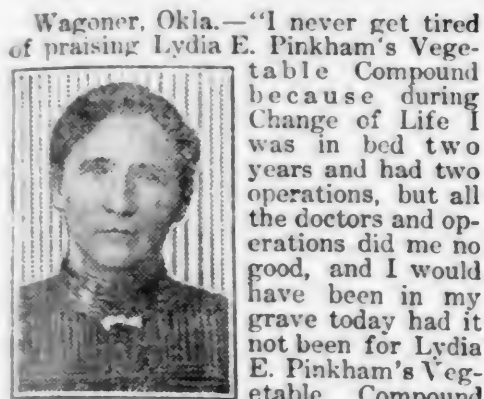 Wagoner, Okla.—"I never get tired
of praising Lydia E. Pinkham's Vege-
table Compound
because during
Change of Life I
was in bed two
years and had two
operations, but all
the doctors and op-
erations did me no
good, and I would
have been in my
grave today had it
not been for Lydia
E. Pinkham's Veg-
etable Compound